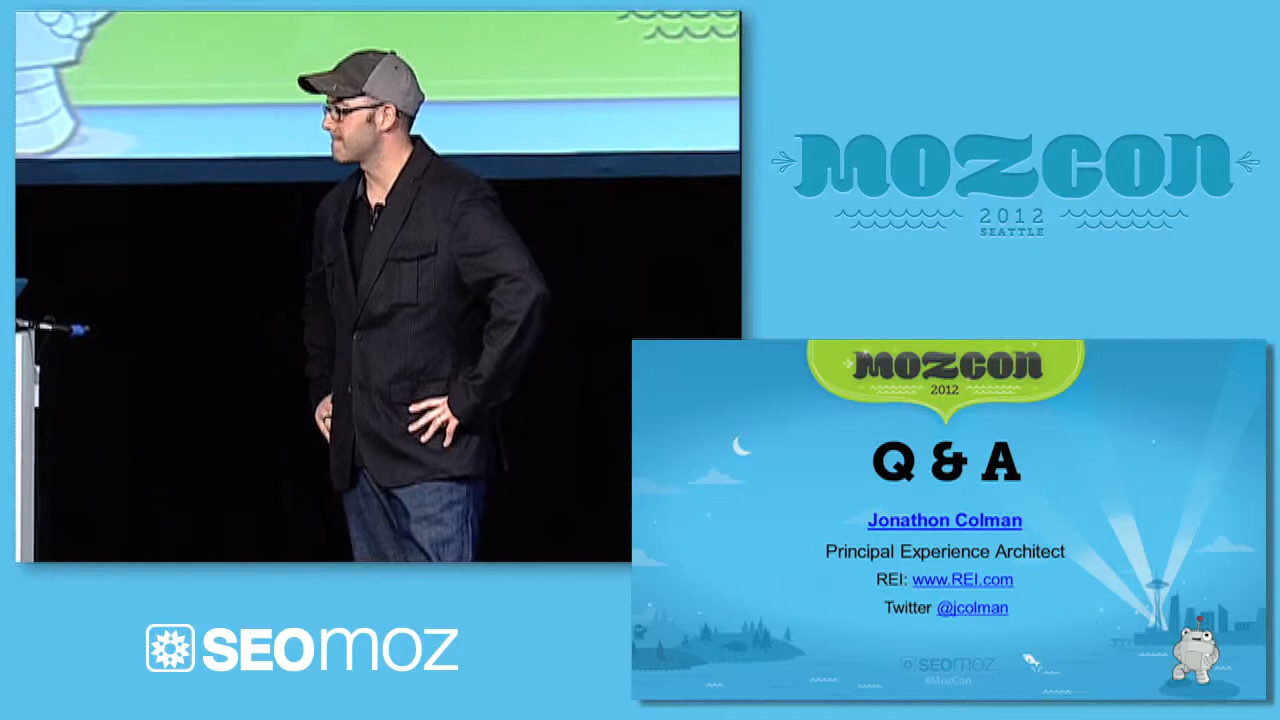 MOZCON
2012
SEATTLE
MOZCON
2012
Q & A
Jonathon Colman
Principal Experience Architect
REI: www.REI.com
Twitter @jcolman
SEOMOZ
#MozCon
SEOMOZ